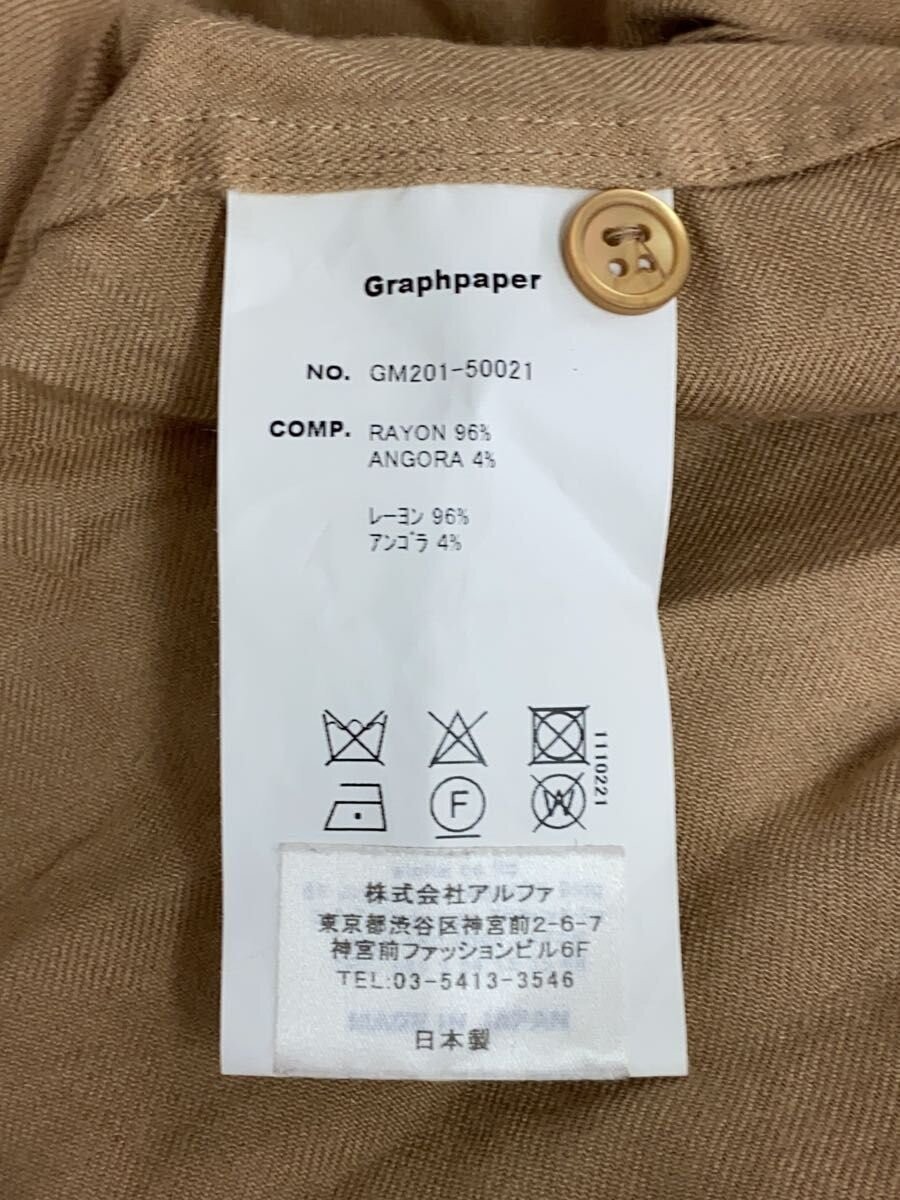 Graphpaper
NO. GM201-50021
COMP. RAYON 96%
ANGORA 4%
レーヨン 96%
アンゴラ 4%
1110221
F
W
株式会社アルファ
東京都渋谷区神宮前2-6-7
神宮前ファッションビル6F
TEL:03-5413-3546
MADE IN JAPAN
日本製